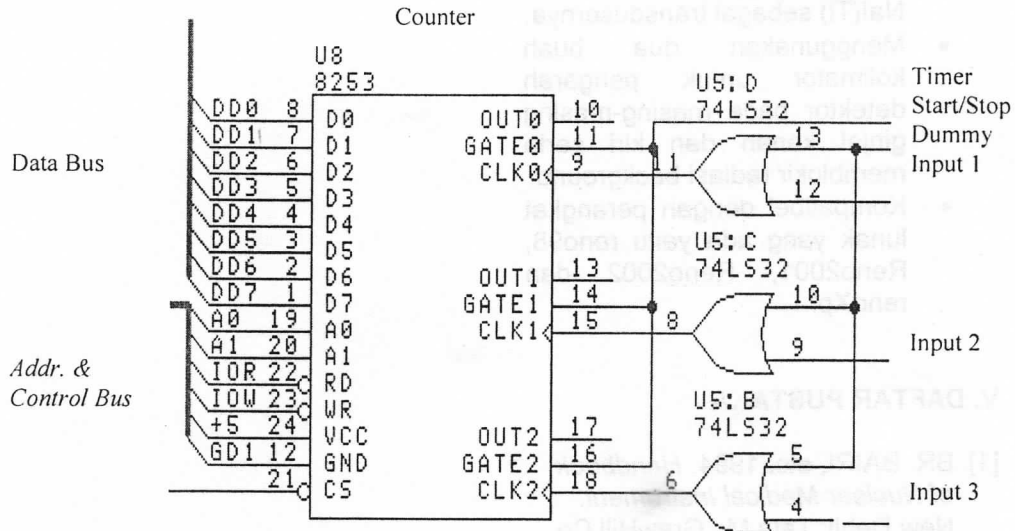 Counter
U8
8253
DD0 8 D0
DD1 7 D1
DD2 6 D2
DD3 5 D3
DD4 4 D4
DD5 3 D5
DD6 2 D6
DD7 1 D7
A0 19 A0
A1 20 A1
IOR 22 RD
IOW 23 WR
+5 24 VCC
GD1 12 GND
21 CS
Data Bus
Addr. &
Control Bus
OUT0 10
GATE0 11
CLK0 9
OUT1 13
GATE1 14
CLK1 15
OUT2 17
GATE2 16
CLK2 18
U5:D
74LS32
11 13
12
U5:C
74LS32
8 10
9
U5:B
74LS32
6 5
4
Timer
Start/Stop
Dummy
Input 1
Input 2
Input 3